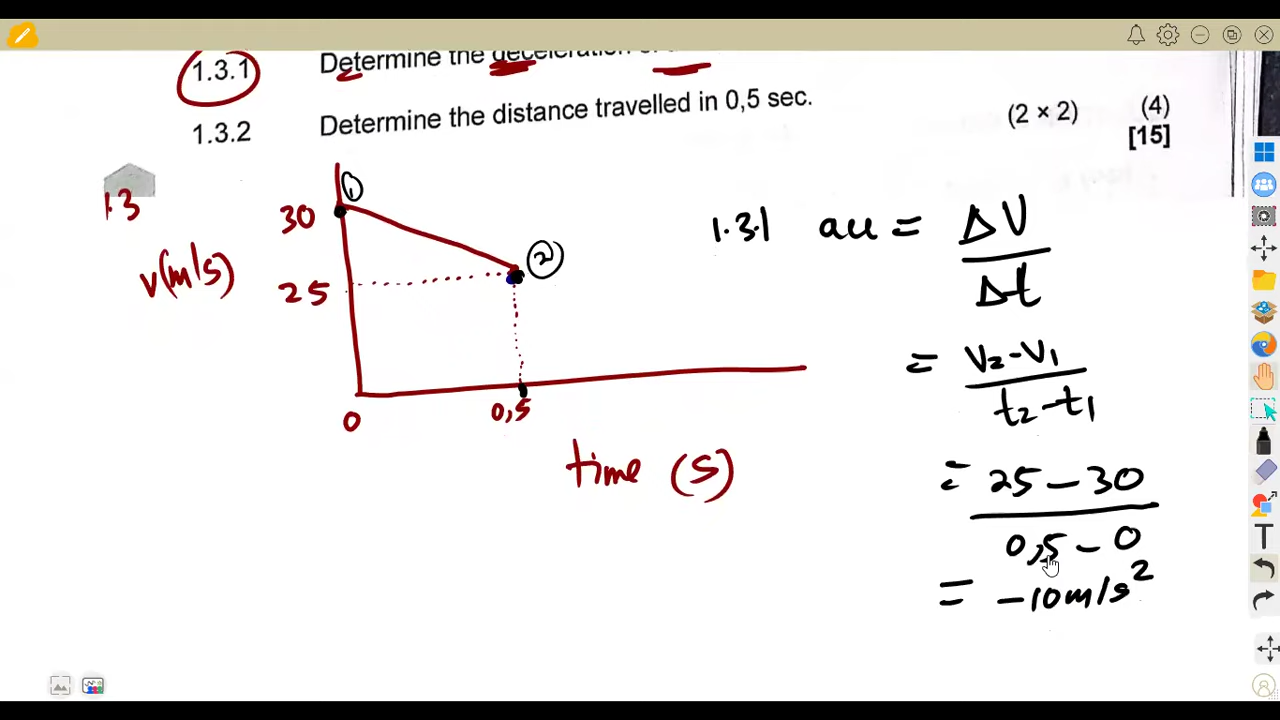 1.3.1 Determine the deceleration
1.3.2 Determine the distance travelled in 0,5 sec.
(2 × 2) (4)
[15]
1.3
v(m/s)
30
25
0
0,5
time (s)
①
②
1.3.1 acc = ΔV
Δt
= V2 - V1
t2 - t1
= 25 - 30
0,5 - 0
= -10m/s²
T